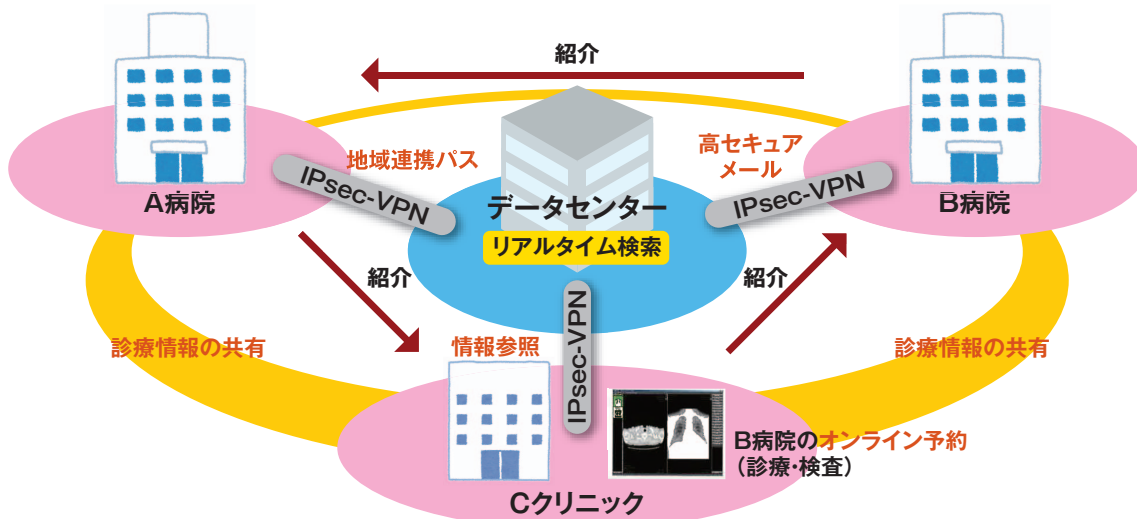 紹介
地域連携パス
高セキュア
メール
IPsec-VPN
IPsec-VPN
A病院
B病院
データセンター
リアルタイム検索
紹介
紹介
IPsec-VPN
診療情報の共有
情報参照
診療情報の共有
B病院のオンライン予約
(診療・検査)
Cクリニック